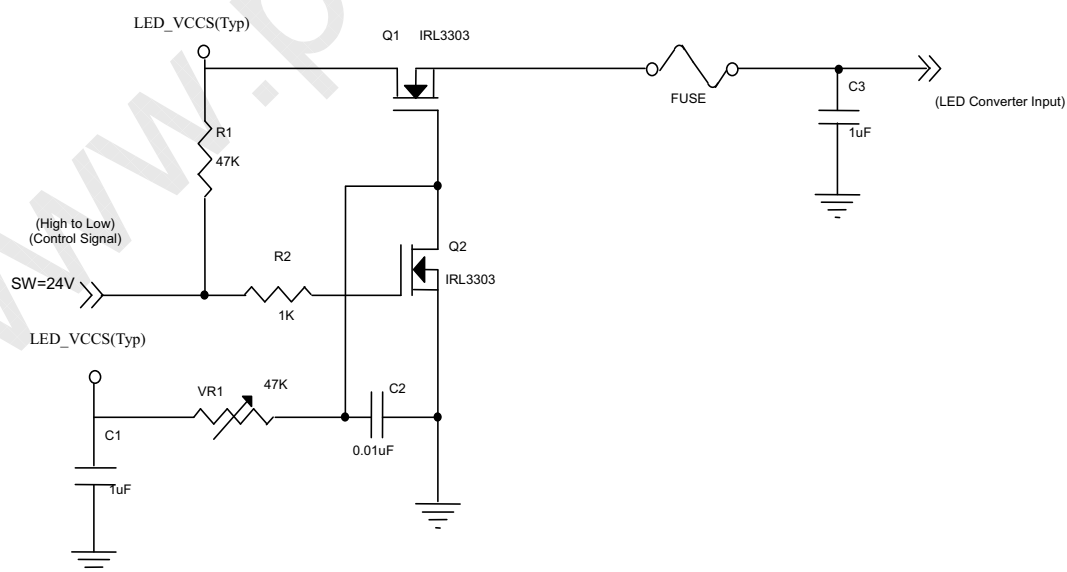 LED_VCCS(Typ)
Q1 IRL3303
FUSE
C3
(LED Converter Input)
1uF
R1
47K
(High to Low)
(Control Signal)
SW=24V
R2
1K
Q2
IRL3303
LED_VCCS(Typ)
VR1
47K
C2
0.01uF
C1
1uF
www.p